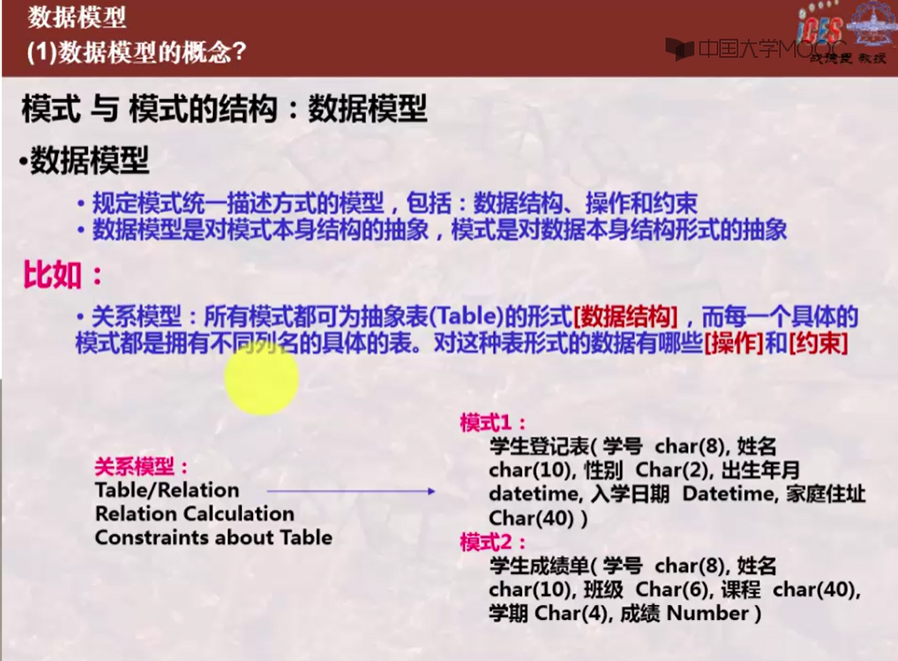 数据模型
(1)数据模型的概念?
iCES
中国大学MOOC
战德臣 教授
模式 与 模式的结构：数据模型
•数据模型
• 规定模式统一描述方式的模型，包括：数据结构、操作和约束
• 数据模型是对模式本身结构的抽象，模式是对数据本身结构形式的抽象
比如：
• 关系模型：所有模式都可为抽象表(Table)的形式[数据结构]，而每一个具体的
模式都是拥有不同列名的具体的表。对这种表形式的数据有哪些[操作]和[约束]
关系模型：
Table/Relation
Relation Calculation
Constraints about Table
模式1：
学生登记表( 学号 char(8), 姓名
char(10), 性别 Char(2), 出生年月
datetime, 入学日期 Datetime, 家庭住址
Char(40) )
模式2：
学生成绩单( 学号 char(8), 姓名
char(10), 班级 Char(6), 课程 char(40),
学期 Char(4), 成绩 Number )